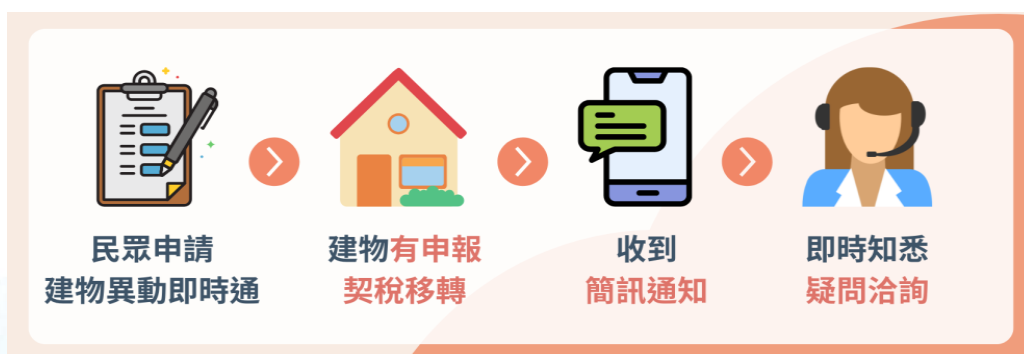 民眾申請
建物異動即時通
建物有申報
契稅移轉
收到
簡訊通知
即時知悉
疑問洽詢